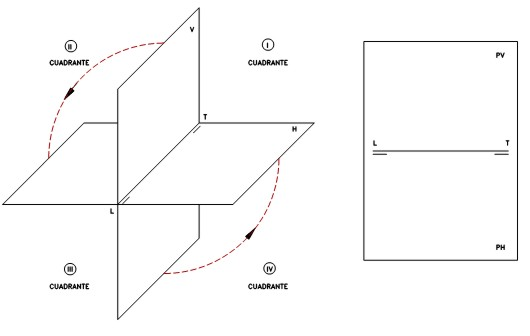 II
CUADRANTE
V
I
CUADRANTE
T
H
L
III
CUADRANTE
IV
CUADRANTE
PV
L
T
PH